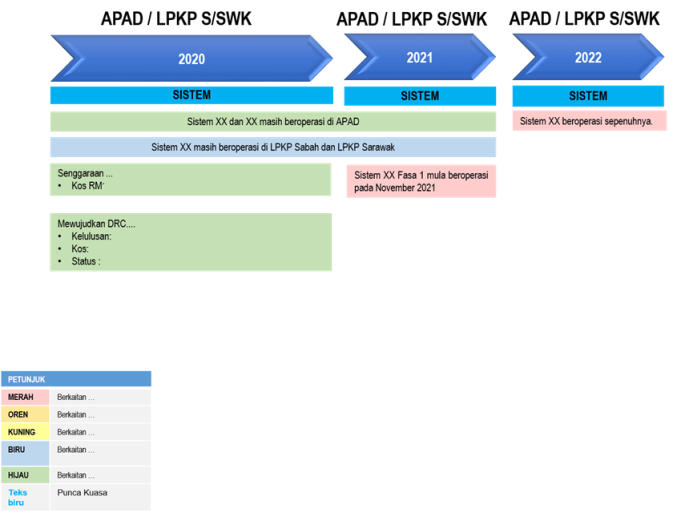 APAD / LPKP S/SWK
APAD / LPKP S/SWK
APAD / LPKP S/SWK
2020
2021
2022
SISTEM
SISTEM
SISTEM
Sistem XX dan XX masih beroperasi di APAD
Sistem XX beroperasi sepenuhnya.
Sistem XX masih beroperasi di LPKP Sabah dan LPKP Sarawak
Senggaraan ...
• Kos RM
Sistem XX Fasa 1 mula beroperasi
pada November 2021
Mewujudkan DRC....
• Kelulusan:
• Kos:
• Status :
PETUNJUK
MERAH Berkaitan ...
OREN Berkaitan ...
KUNING Berkaitan ...
BIRU Berkaitan ...
HIJAU Berkaitan ...
Teks Punca Kuasa
biru